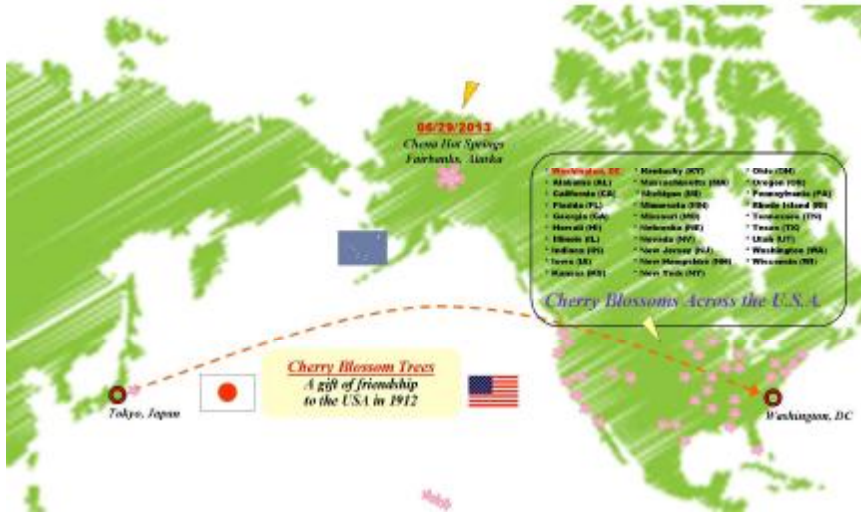 06/29/2013
Chena Hot Springs
Fairbanks, Alaska
* Washington, DC
* Alabama (AL)
* California (CA)
* Florida (FL)
* Georgia (GA)
* Hawaii (HI)
* Illinois (IL)
* Indiana (IN)
* Iowa (IA)
* Kansas (KS)
* Kentucky (KY)
* Massachusetts (MA)
* Michigan (MI)
* Minnesota (MN)
* Missouri (MO)
* Nebraska (NE)
* Nevada (NV)
* New Jersey (NJ)
* New Hampshire (NH)
* New York (NY)
* Ohio (OH)
* Oregon (OR)
* Pennsylvania (PA)
* Rhode Island (RI)
* Tennessee (TN)
* Texas (TX)
* Utah (UT)
* Washington (WA)
* Wisconsin (WI)
Cherry Blossoms Across the U.S.A.
Cherry Blossom Trees
A gift of friendship
to the USA in 1912
Tokyo, Japan
Washington, DC